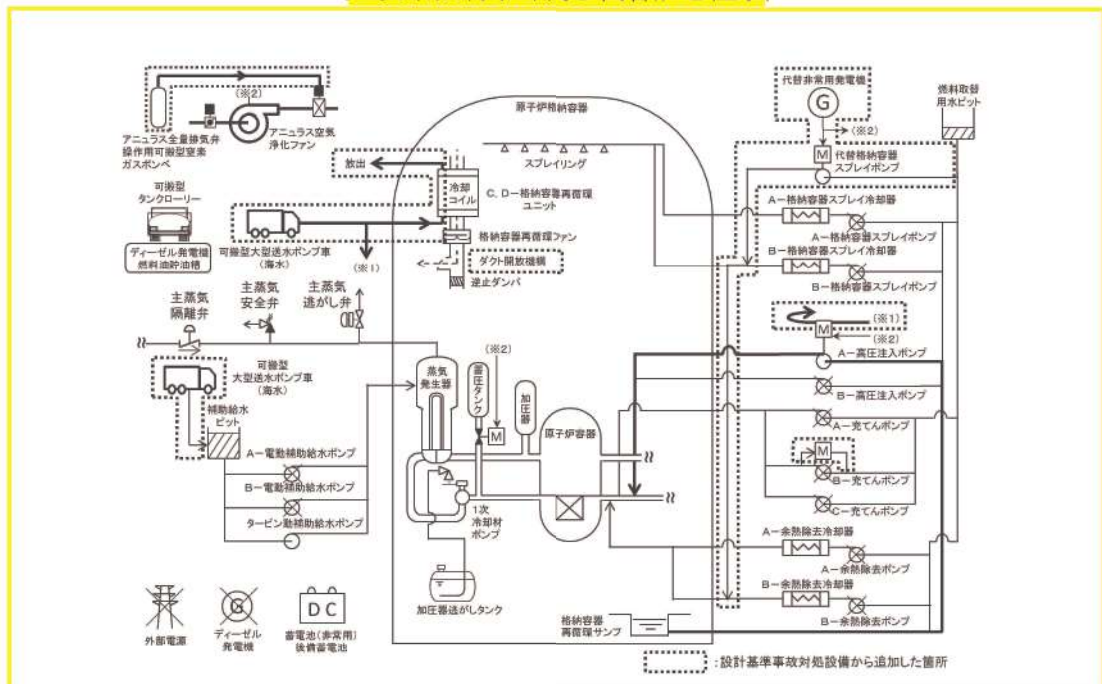 (※2)
アニュラス全量排気弁
操作用可搬型窒素
ガスボンベ
アニュラス空気
浄化ファン
可搬型
タンクローリー
ディーゼル発電機
燃料油貯油槽
放出
可搬型大型送水ポンプ車
(海水)
(※1)
原子炉格納容器
スプレイリング
冷却
コイル
C, D-格納容器再循環
ユニット
格納容器再循環ファン
ダクト開放機構
逆止ダンパ
代替非常用発電機
G
(※2)
M
代替格納容器
スプレイポンプ
燃料取替
用水ピット
A-格納容器スプレイ冷却器
A-格納容器スプレイポンプ
B-格納容器スプレイ冷却器
B-格納容器スプレイポンプ
(※1)
M
(※2)
A-高圧注入ポンプ
B-高圧注入ポンプ
A-充てんポンプ
M
B-充てんポンプ
C-充てんポンプ
A-余熱除去冷却器
A-余熱除去ポンプ
B-余熱除去冷却器
B-余熱除去ポンプ
主蒸気
隔離弁
主蒸気
安全弁
主蒸気
逃がし弁
可搬型
大型送水ポンプ車
(海水)
補助給水
ピット
A-電動補助給水ポンプ
B-電動補助給水ポンプ
タービン動補助給水ポンプ
蒸気
発生器
蓄圧タンク
(※2)
M
加圧器
原子炉容器
1次
冷却材
ポンプ
加圧器逃がしタンク
格納容器
再循環サンプ
外部電源
G
ディーゼル
発電機
DC
蓄電池(非常用)
後備蓄電池
:設計基準事故対処設備から追加した箇所